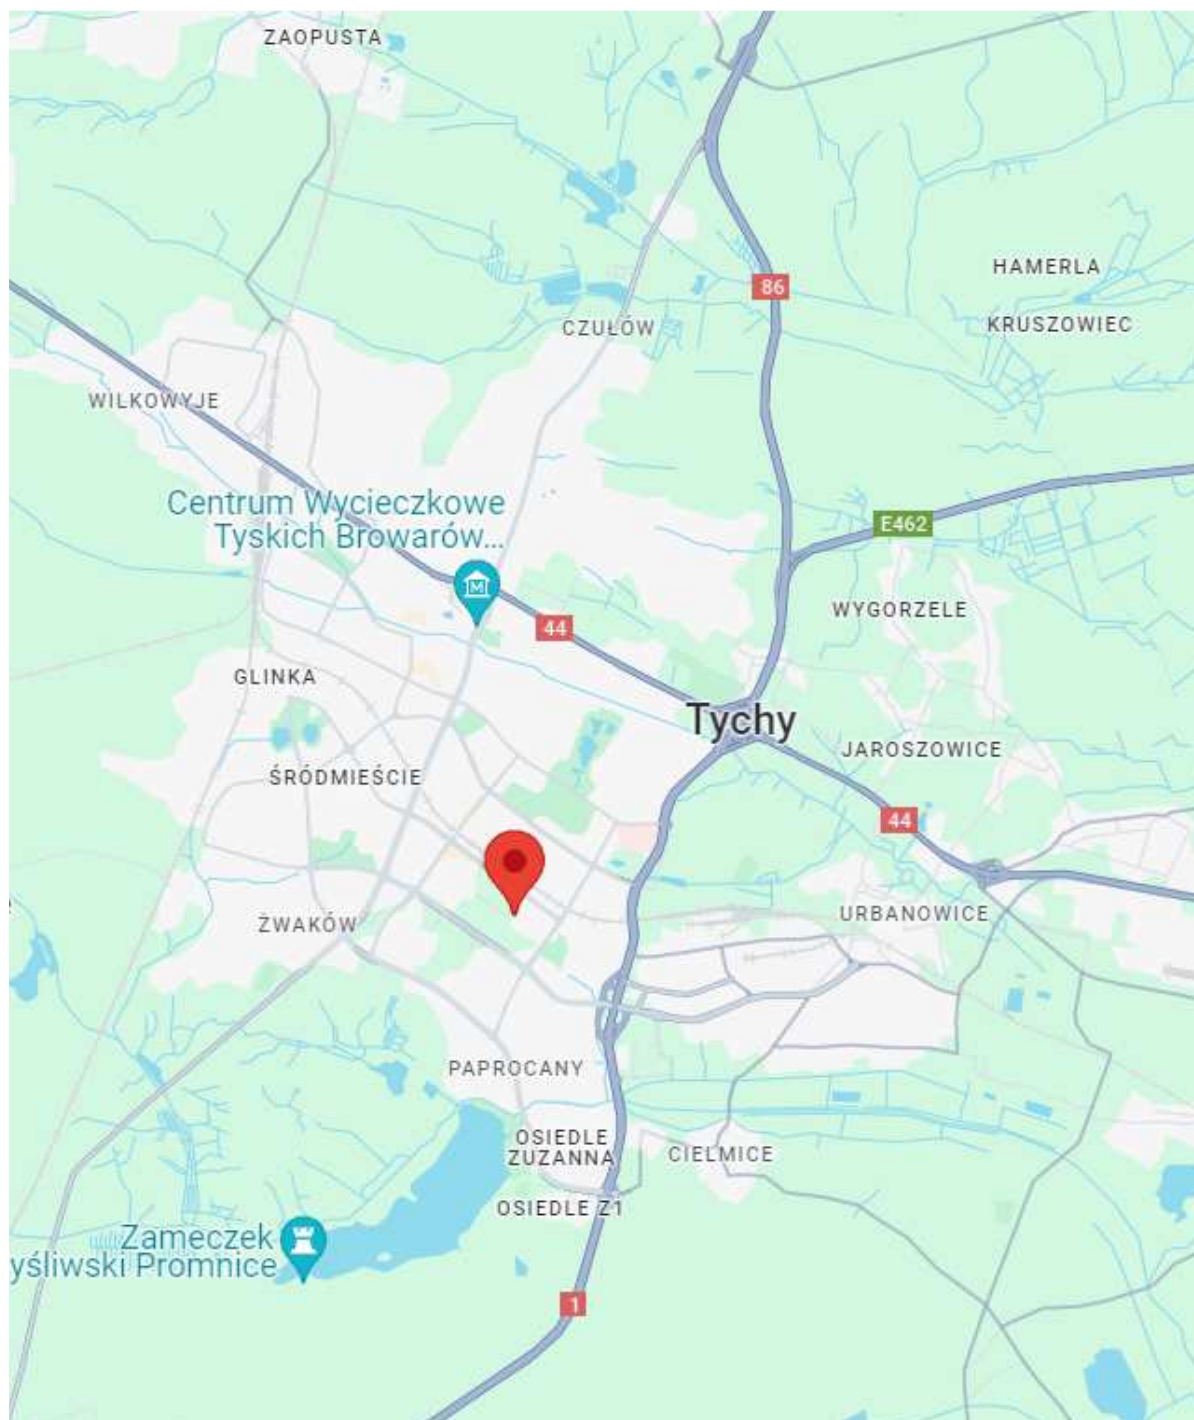 ZAOPUSTA
HAMERLA
86
KRUSZOWIEC
CZUŁÓW
WILKOWYJE
Centrum Wycieczkowe
Tyskich Browarów...
E462
M
WYGORZELE
44
GLINKA
Tychy
JAROSZOWICE
ŚRÓDMIEŚCIE
44
URBANOWICE
ŻWAKÓW
PAPROCANY
OSIEDLE
ZUZANNA
CIELMICE
OSIEDLE Z1
Zameczek
yśliwski Promnice
1